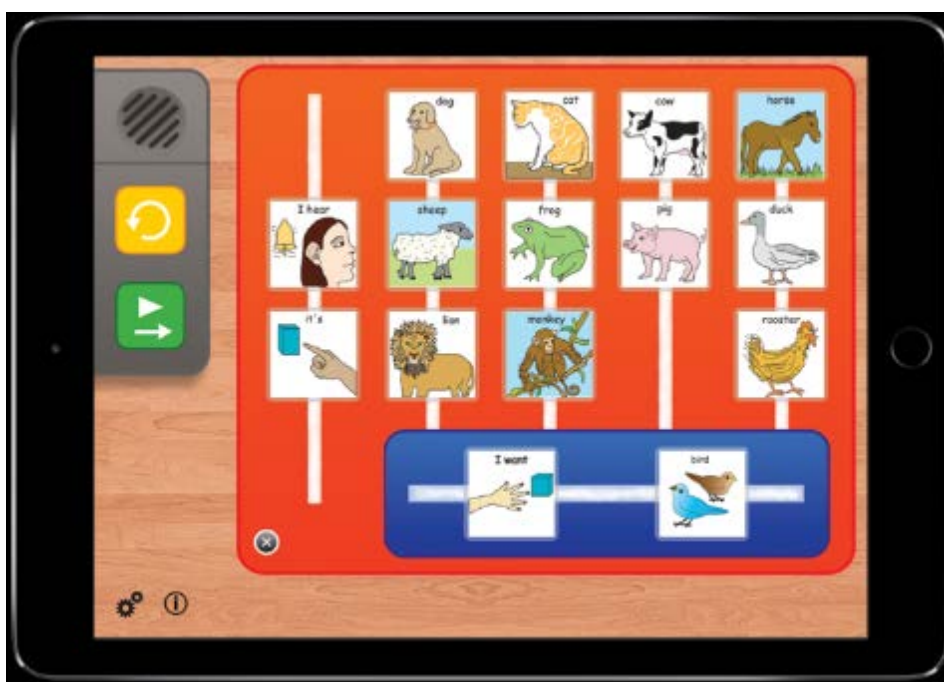 dog
cat
cow
horse
I hear
sheep
frog
pig
duck
it's
lion
monkey
rooster
I want
bird